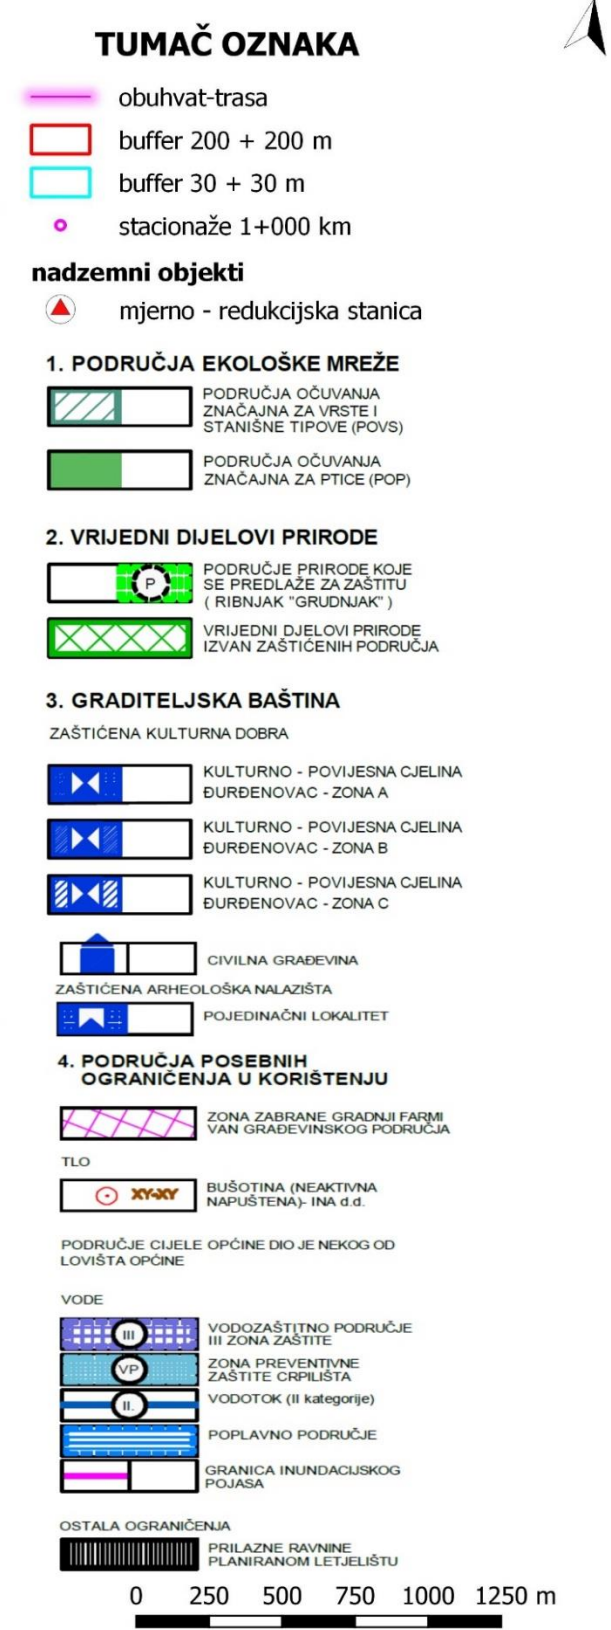 TUMAČ OZNAKA
obuhvat-trasa
buffer 200 + 200 m
buffer 30 + 30 m
stacionaže 1+000 km
nadzemni objekti
mjerno - redukcijska stanica
1. PODRUČJA EKOLOŠKE MREŽE
PODRUČJA OČUVANJA
ZNAČAJNA ZA VRSTE I
STANIŠNE TIPOVE (POVS)
PODRUČJA OČUVANJA
ZNAČAJNA ZA PTICE (POP)
2. VRIJEDNI DIJELOVI PRIRODE
P
PODRUČJE PRIRODE KOJE
SE PREDLAŽE ZA ZAŠTITU
( RIBNJAK "GRUDNJAK" )
VRIJEDNI DJELOVI PRIRODE
IZVAN ZAŠTIĆENIH PODRUČJA
3. GRADITELJSKA BAŠTINA
ZAŠTIĆENA KULTURNA DOBRA
KULTURNO - POVIJESNA CJELINA
ĐURĐENOVAC - ZONA A
KULTURNO - POVIJESNA CJELINA
ĐURĐENOVAC - ZONA B
KULTURNO - POVIJESNA CJELINA
ĐURĐENOVAC - ZONA C
CIVILNA GRAĐEVINA
ZAŠTIĆENA ARHEOLOŠKA NALAZIŠTA
POJEDINAČNI LOKALITET
4. PODRUČJA POSEBNIH
OGRANIČENJA U KORIŠTENJU
ZONA ZABRANE GRADNJI FARMI
VAN GRAĐEVINSKOG PODRUČJA
TLO
XY-XY
BUŠOTINA (NEAKTIVNA
NAPUŠTENA)- INA d.d.
PODRUČJE CIJELE OPĆINE DIO JE NEKOG OD
LOVIŠTA OPĆINE
VODE
III
VODOZAŠTITNO PODRUČJE
III ZONA ZAŠTITE
VP
ZONA PREVENTIVNE
ZAŠTITE CRPILIŠTA
II.
VODOTOK (II kategorije)
POPLAVNO PODRUČJE
GRANICA INUNDACIJSKOG
POJASA
OSTALA OGRANIČENJA
PRILAZNE RAVNINE
PLANIRANOM LETJELIŠTU
0 250 500 750 1000 1250 m